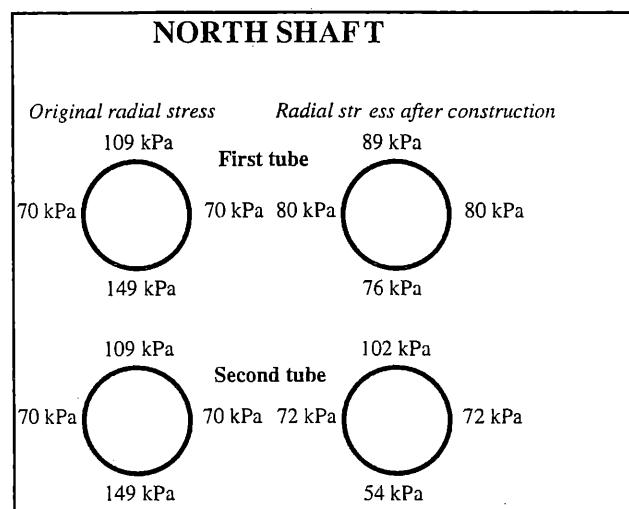 NORTH SHAFT
Original radial stress Radial str ess after construction
109 kPa 89 kPa
First tube
70 kPa 70 kPa 80 kPa 80 kPa
149 kPa 76 kPa
109 kPa 102 kPa
Second tube
70 kPa 70 kPa 72 kPa 72 kPa
149 kPa 54 kPa